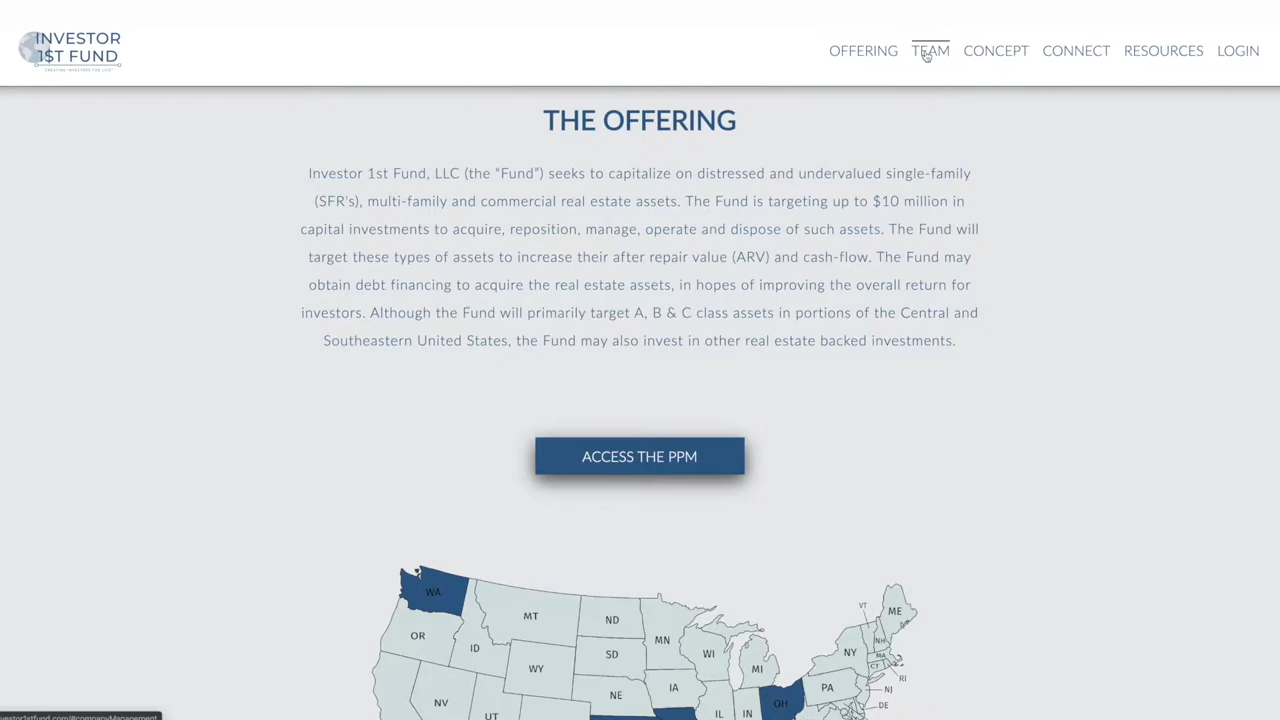 INVESTOR
1$T FUND
OFFERING TEAM CONCEPT CONNECT RESOURCES LOGIN
THE OFFERING
Investor 1st Fund, LLC (the “Fund”) seeks to capitalize on distressed and undervalued single-family
(SFR's), multi-family and commercial real estate assets. The Fund is targeting up to $10 million in
capital investments to acquire, reposition, manage, operate and dispose of such assets. The Fund will
target these types of assets to increase their after repair value (ARV) and cash-flow. The Fund may
obtain debt financing to acquire the real estate assets, in hopes of improving the overall return for
investors. Although the Fund will primarily target A, B & C class assets in portions of the Central and
Southeastern United States, the Fund may also invest in other real estate backed investments.
ACCESS THE PPM
WA
MT
ND
MN
VT
ME
OR
ID
SD
WY
WI
MI
NY
NH
MA
CT
RI
NE
IA
PA
NJ
NV
UT
IL
IN
OH
DE